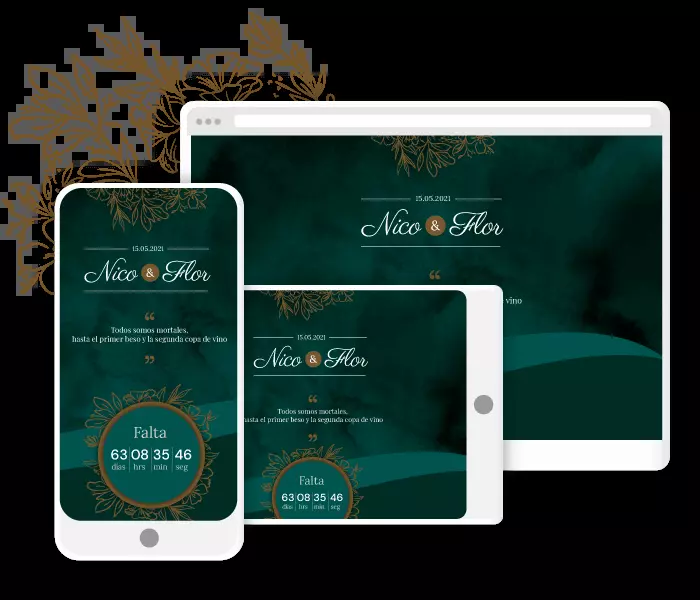 15.05.2021
Nico & Flor
“
vino
15.05.2021
Nico & Flor
“
Todos somos mortales,
hasta el primer beso y la segunda copa de vino
”
Falta
63 08 35 46
días hrs min seg
15.05.2021
Nico & Flor
“
Todos somos mortales,
hasta el primer beso y la segunda copa de vino
”
Falta
63 08 35 46
días hrs min seg